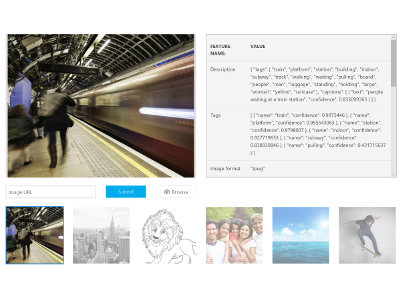 FEATURE NAME:
VALUE
Description
{ "tags": [ "train", "platform", "station", "building", "indoor",
"subway", "track", "walking", "waiting", "pulling", "board",
"people", "man", "luggage", "standing", "holding", "large",
"woman", "yellow", "suitcase" ], "captions": [ { "text": "people
waiting at a train station", "confidence": 0.833099365 } ] }
Tags
[ { "name": "train", "confidence": 0.9975446 }, { "name":
"platform", "confidence": 0.995543063 }, { "name": "station",
"confidence": 0.9798007 }, { "name": "indoor", "confidence":
0.927719653 }, { "name": "subway", "confidence":
0.838939846 }, { "name": "pulling", "confidence": 0.431715637
} ]
Image format
"Jpeg"
Image URL
Submit
Browse